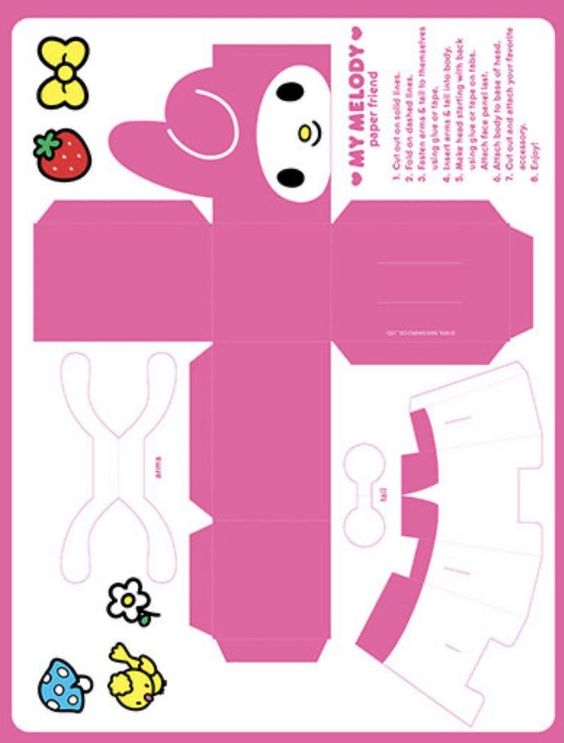 ♥ MY MELODY ♥
paper friend
1. Cut out on solid lines.
2. Fold on dashed lines.
3. Fasten arms & tail to themselves
using glue or tape.
4. Insert arms & tail into body.
5. Make head starting with back
using glue or tape on tabs.
Attach face panel last.
6. Attach body to base of head.
7. Cut out and attach your favorite
accessory.
8. Enjoy!
arms
tail